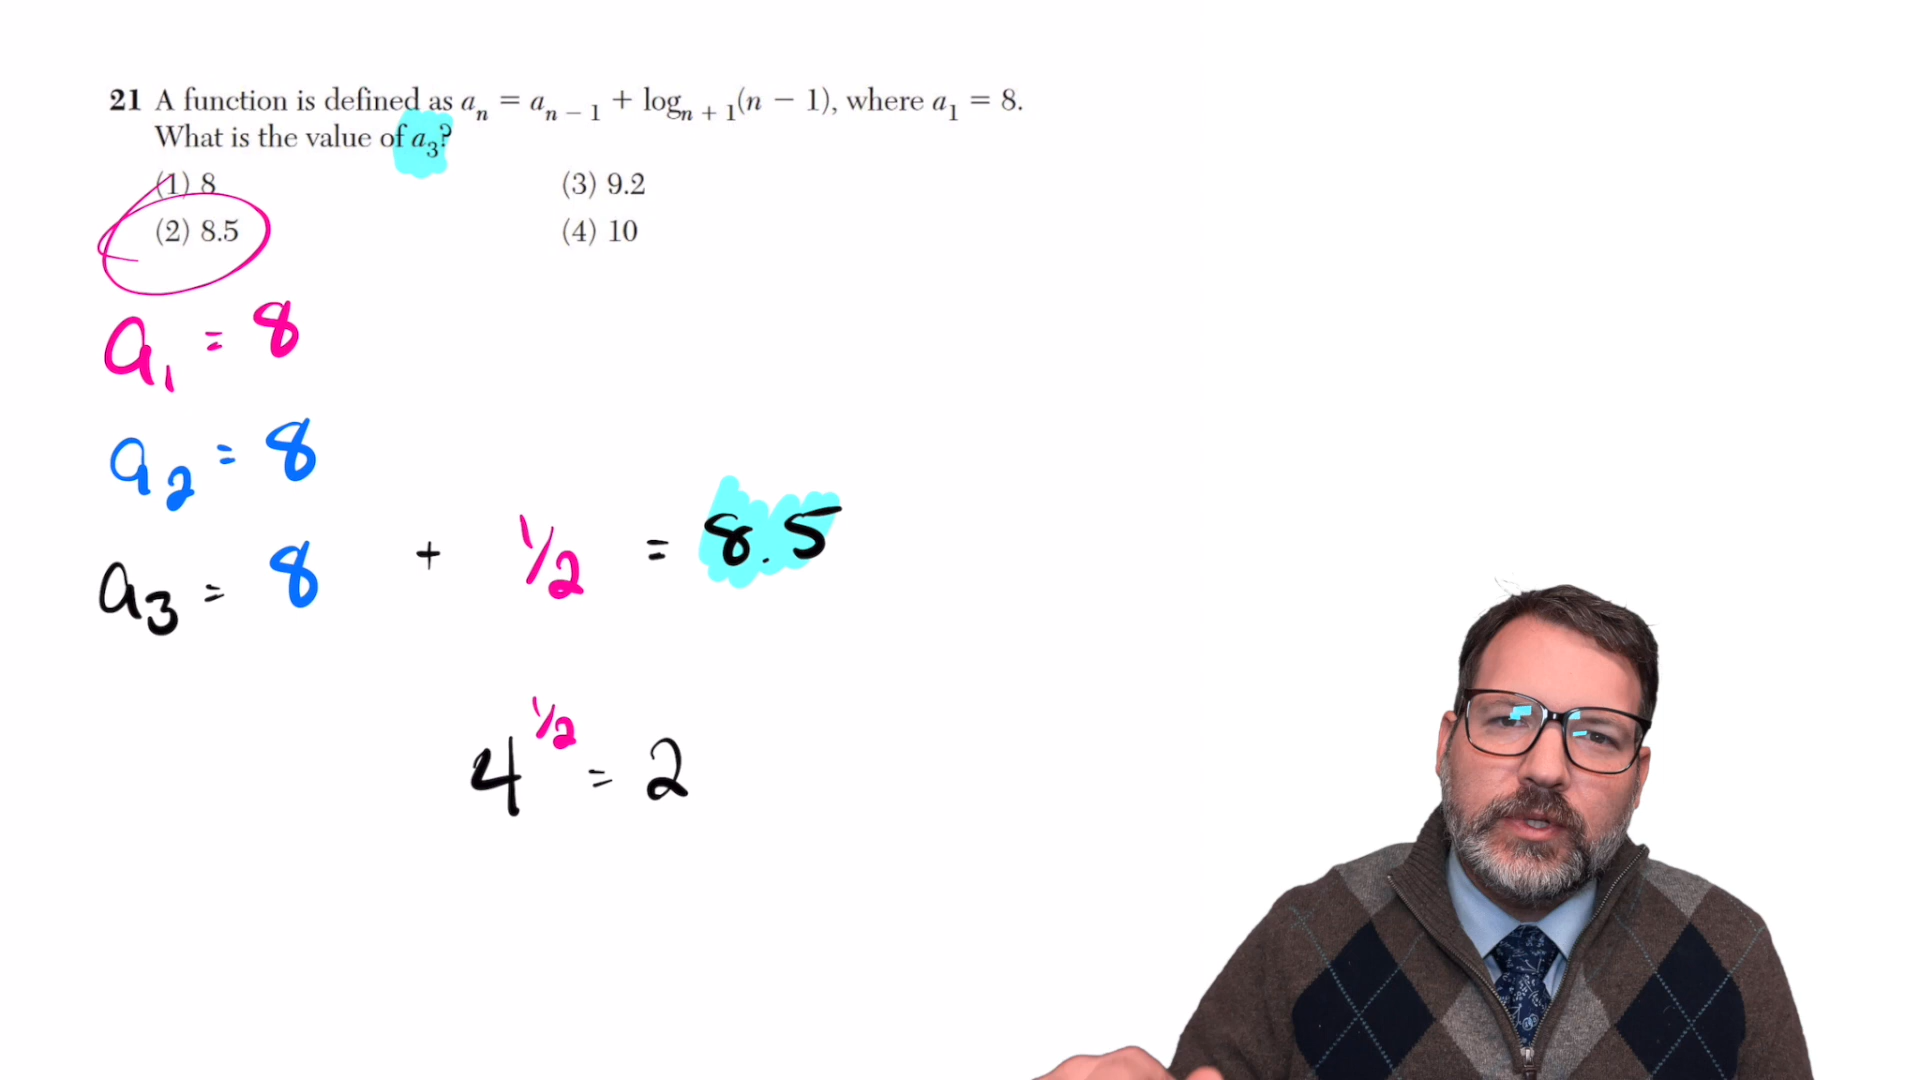 21 A function is defined as aₙ = aₙ₋₁ + logₙ₊₁(n − 1), where a₁ = 8.
What is the value of a₃?
(1) 8 (3) 9.2
(2) 8.5 (4) 10
a₁ = 8
a₂ = 8
a₃ = 8 + 1/2 = 8.5
4^1/2 = 2